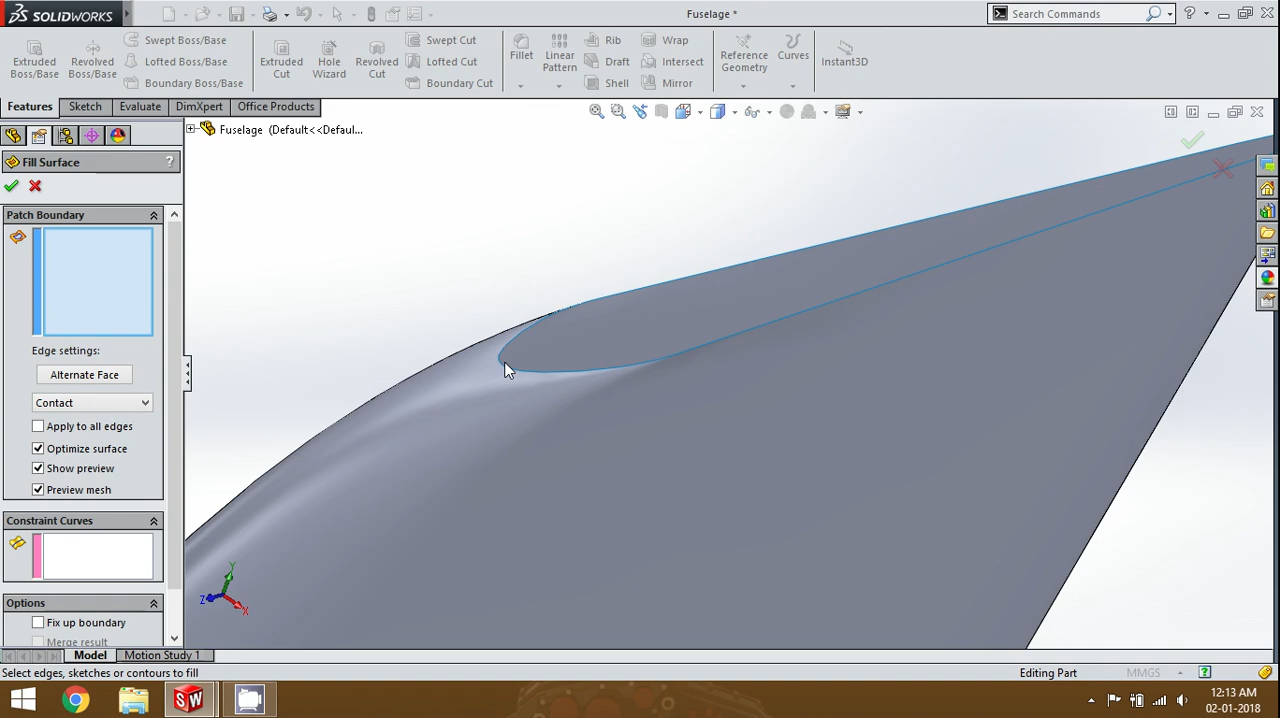 SOLIDWORKS
Fuselage *
Search Commands
?
Extruded Boss/Base
Revolved Boss/Base
Swept Boss/Base
Lofted Boss/Base
Boundary Boss/Base
Extruded Cut
Hole Wizard
Revolved Cut
Swept Cut
Lofted Cut
Boundary Cut
Fillet
Linear Pattern
Rib
Draft
Shell
Wrap
Intersect
Mirror
Reference Geometry
Curves
Instant3D
Features
Sketch
Evaluate
DimXpert
Office Products
Fuselage (Default<<Defaul...
Fill Surface
?
Patch Boundary
Edge settings:
Alternate Face
Contact
Apply to all edges
Optimize surface
Show preview
Preview mesh
Constraint Curves
Options
Fix up boundary
Merge result
Y
Z
X
Model
Motion Study 1
Select edges, sketches or contours to fill
Editing Part
MMGS
?
SW
12:13 AM
02-01-2018